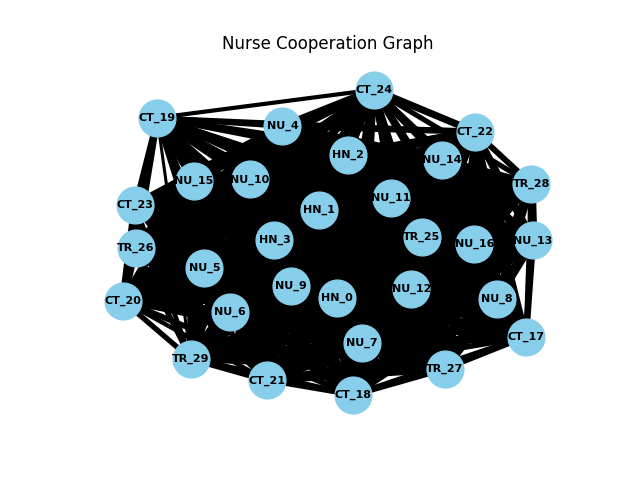 Nurse Cooperation Graph
CT_24
CT_19
NU_4
CT_22
HN_2
NU_14
NU_15
NU_10
TR_28
NU_11
CT_23
HN_1
TR_25
HN_3
NU_16
NU_13
TR_26
NU_5
NU_9
NU_12
HN_0
NU_8
CT_20
NU_6
CT_17
NU_7
TR_29
TR_27
CT_21
CT_18